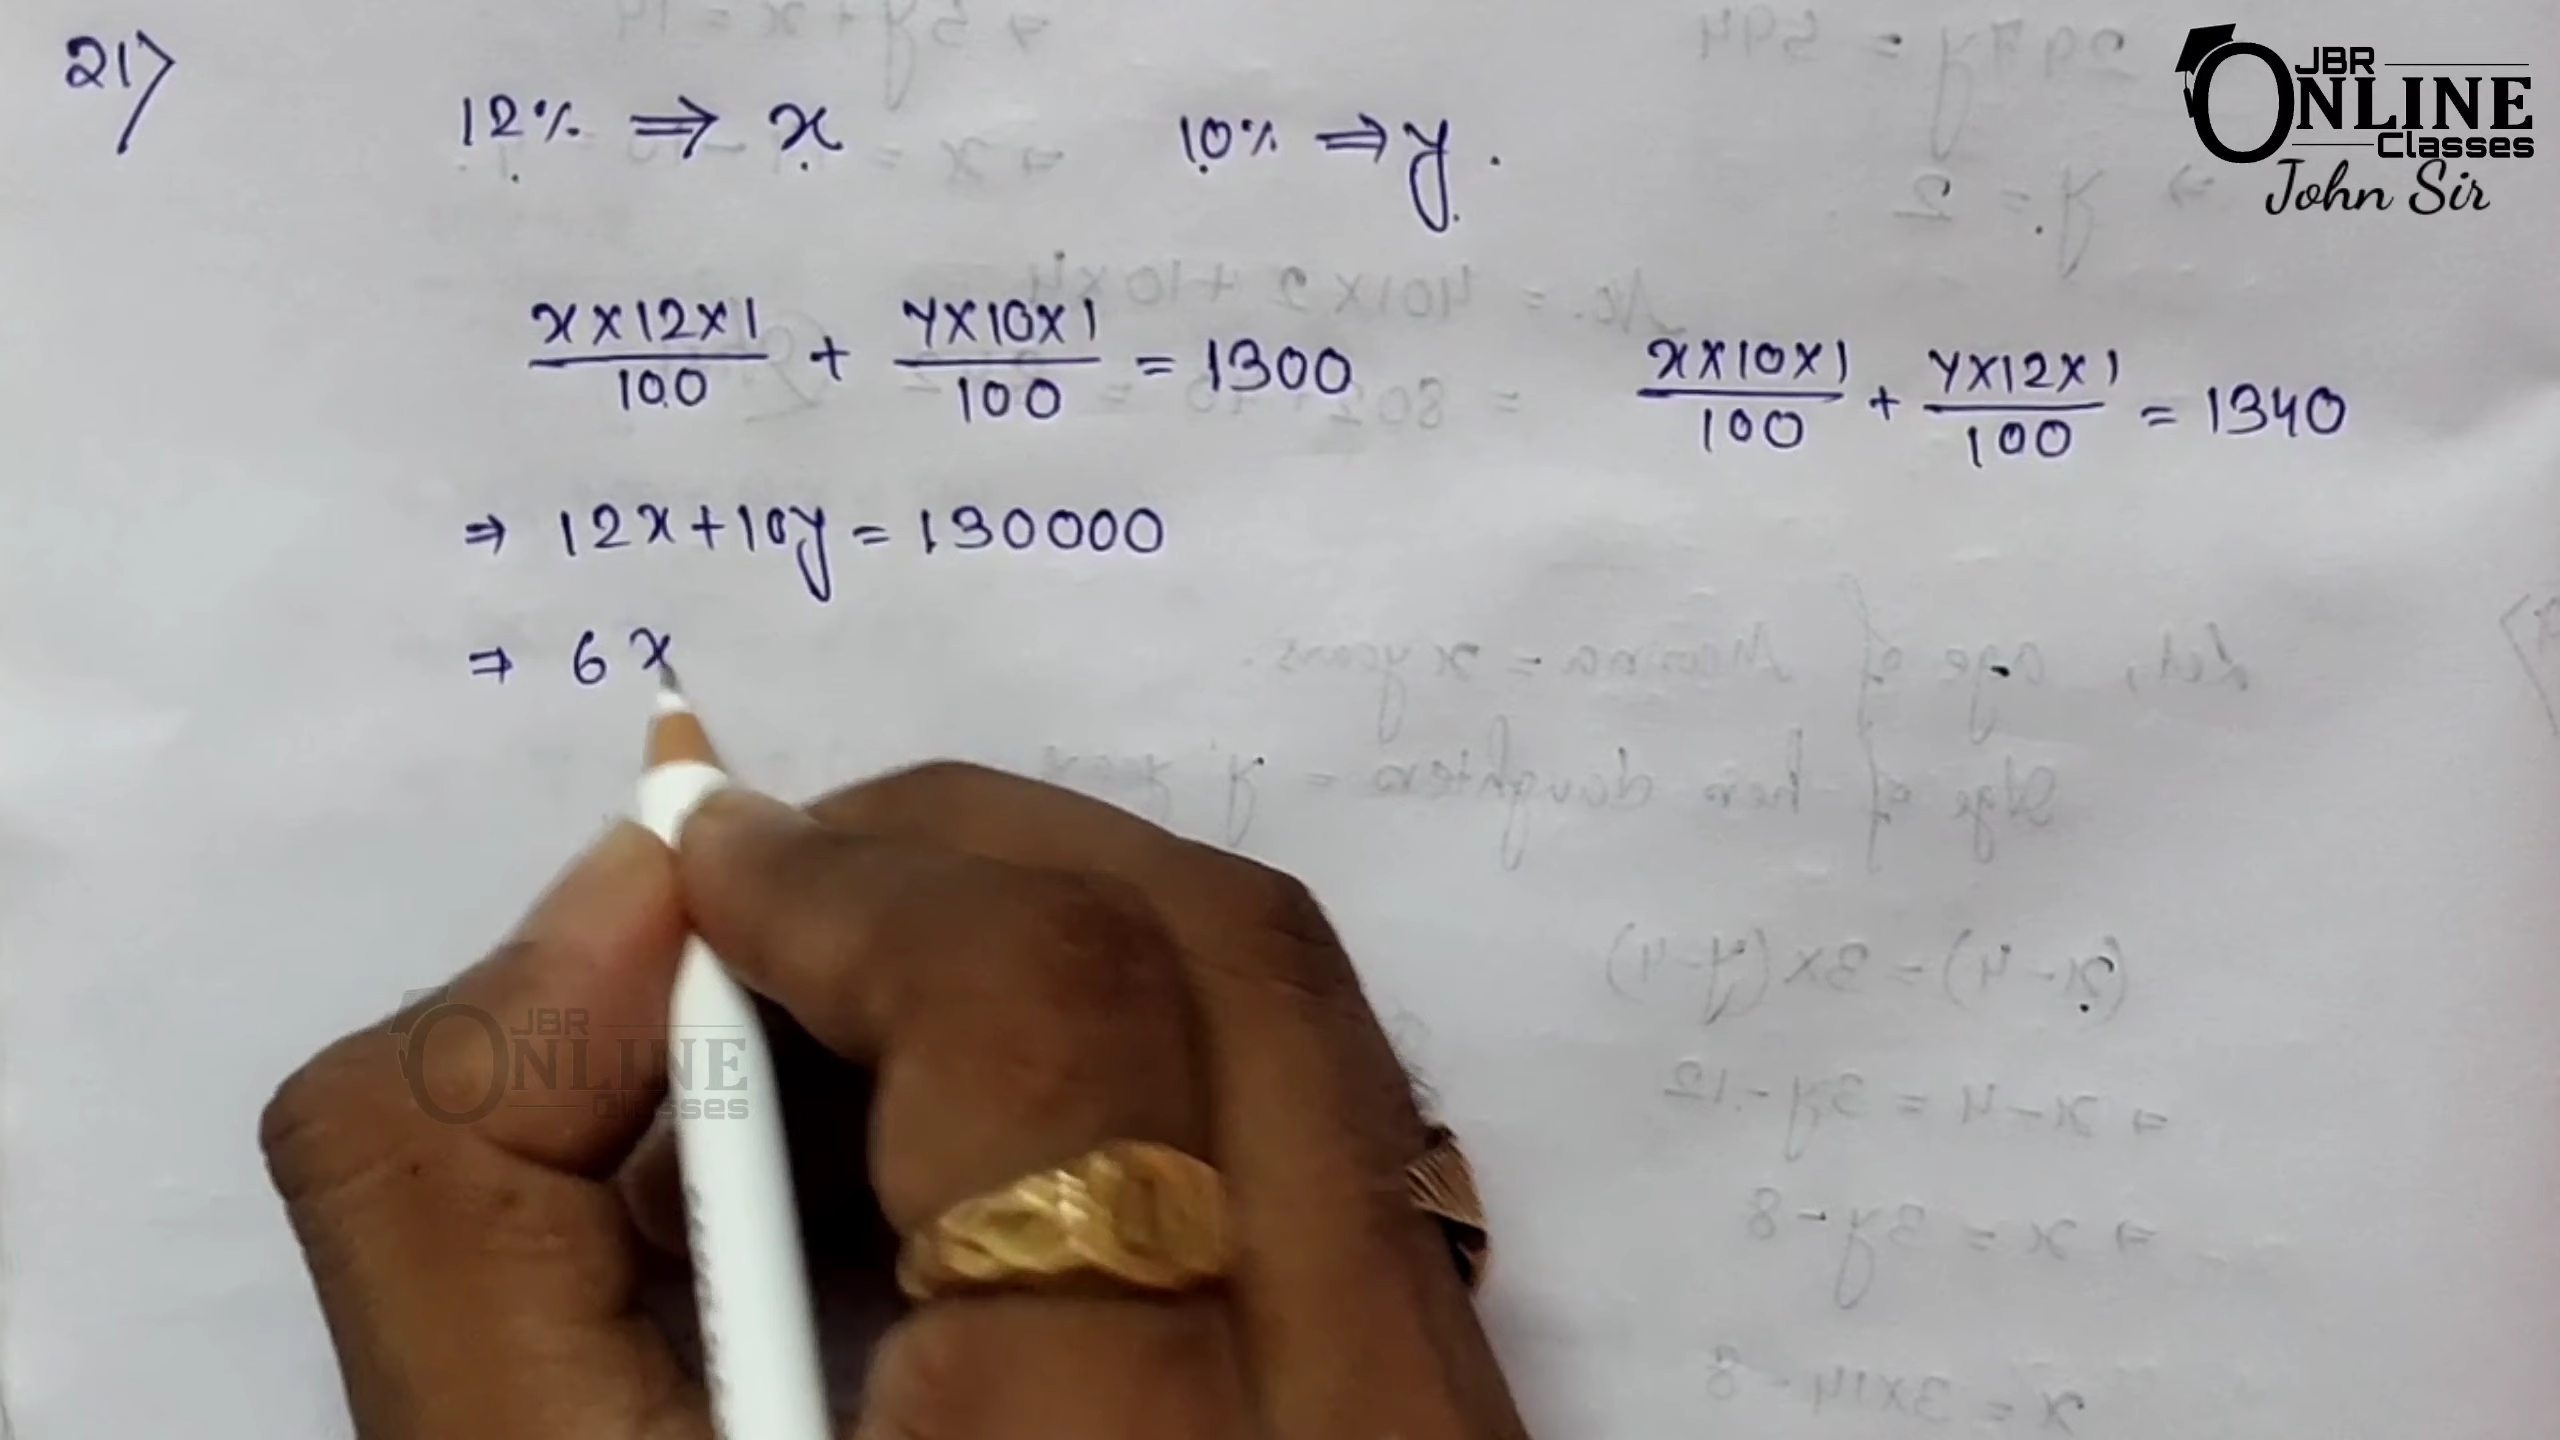 21)
12% ⇒ x 10% ⇒ y.
x×12×1/100 + y×10×1/100 = 1300
x×10×1/100 + y×12×1/100 = 1340
⇒ 12x+10y = 130000
⇒ 6x
JBR
ONLINE
Classes
John Sir
JBR
ONLINE
Classes